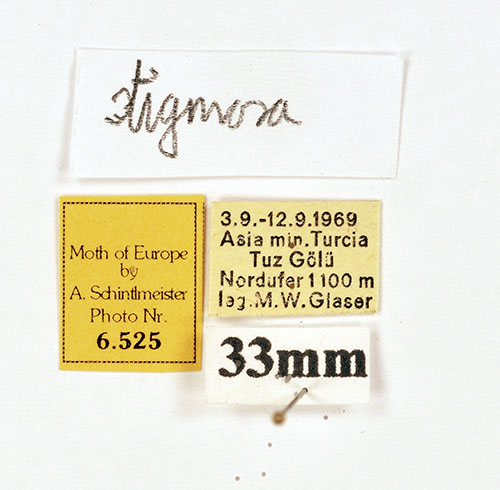 stigmosa
Moth of Europe
by
A. Schintlmeister
Photo Nr.
6.525
3.9.-12.9.1969
Asia min.Turcia
Tuz Gölü
Nordufer 1100 m
leg.M.W.Glaser
33mm